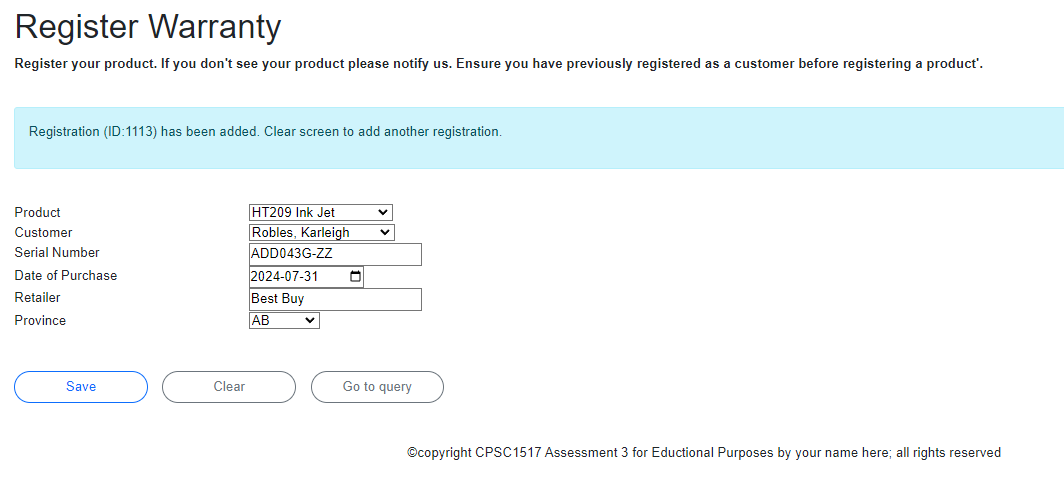 Register Warranty
Register your product. If you don't see your product please notify us. Ensure you have previously registered as a customer before registering a product'.
Registration (ID:1113) has been added. Clear screen to add another registration.
Product HT209 Ink Jet
Customer Robles, Karleigh
Serial Number ADD043G-ZZ
Date of Purchase 2024-07-31
Retailer Best Buy
Province AB
Save Clear Go to query
©copyright CPSC1517 Assessment 3 for Eductional Purposes by your name here; all rights reserved